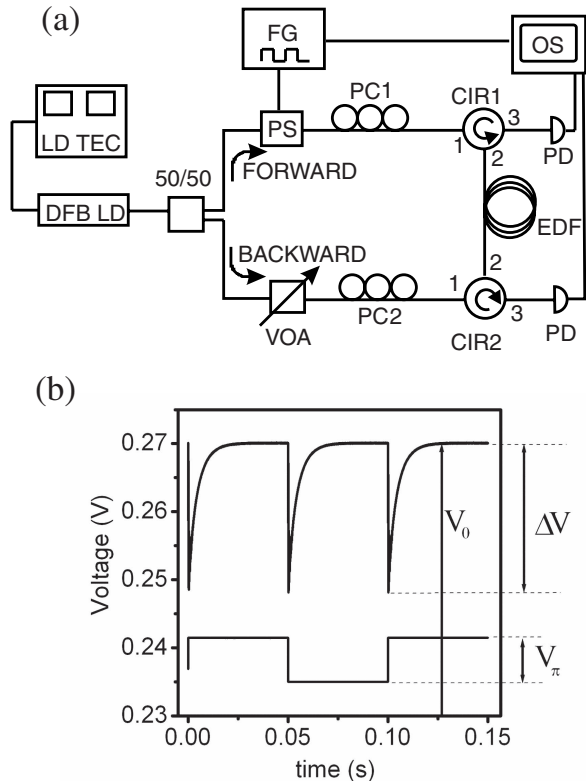 (a)
FG
OS
PC1
CIR1
3
PS
1
2
PD
LD TEC
50/50
FORWARD
DFB LD
EDF
BACKWARD
2
1
3
VOA
PC2
CIR2
PD
(b)
0.27
0.26
0.25
0.24
0.23
Voltage (V)
V₀
ΔV
Vπ
0.00 0.05 0.10 0.15
time (s)